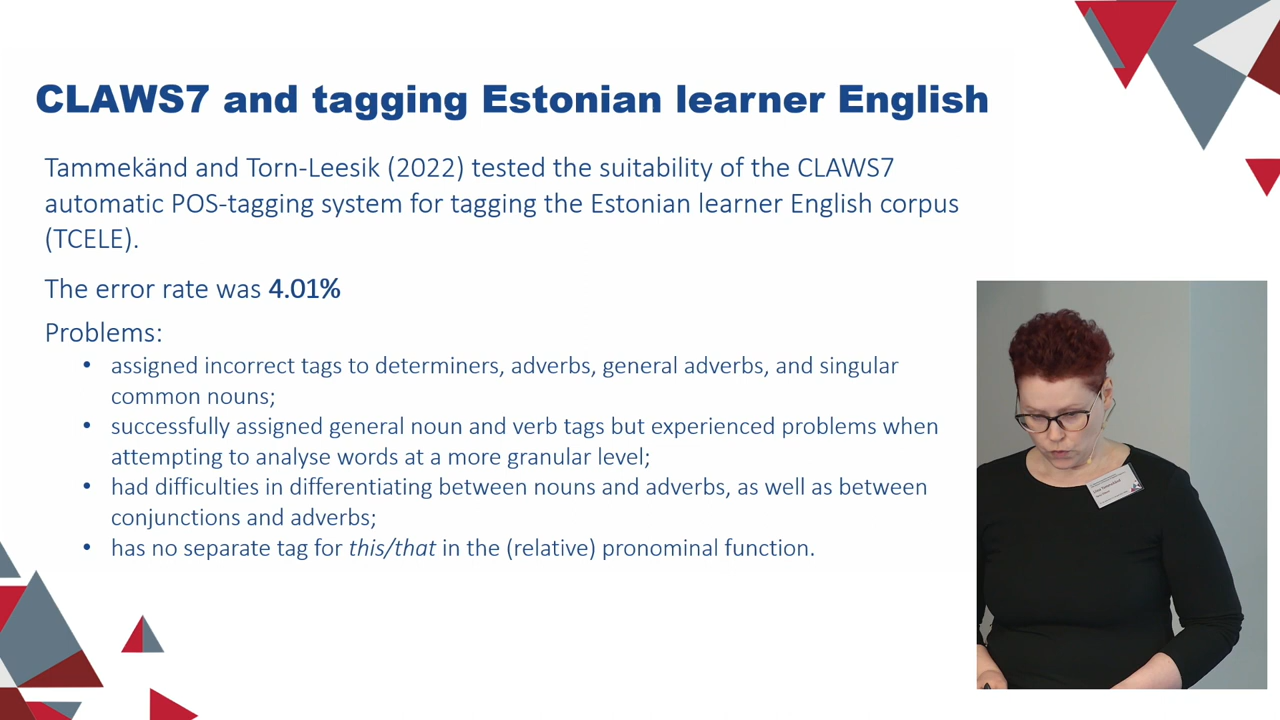 CLAWS7 and tagging Estonian learner English
Tammekänd and Torn-Leesik (2022) tested the suitability of the CLAWS7
automatic POS-tagging system for tagging the Estonian learner English corpus
(TCELE).
The error rate was 4.01%
Problems:
• assigned incorrect tags to determiners, adverbs, general adverbs, and singular
common nouns;
• successfully assigned general noun and verb tags but experienced problems when
attempting to analyse words at a more granular level;
• had difficulties in differentiating between nouns and adverbs, as well as between
conjunctions and adverbs;
• has no separate tag for this/that in the (relative) pronominal function.